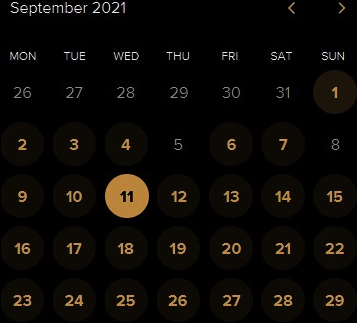 September 2021
MON TUE WED THU FRI SAT SUN
26 27 28 29 30 31 1
2 3 4 5 6 7 8
9 10 11 12 13 14 15
16 17 18 19 20 21 22
23 24 25 26 27 28 29